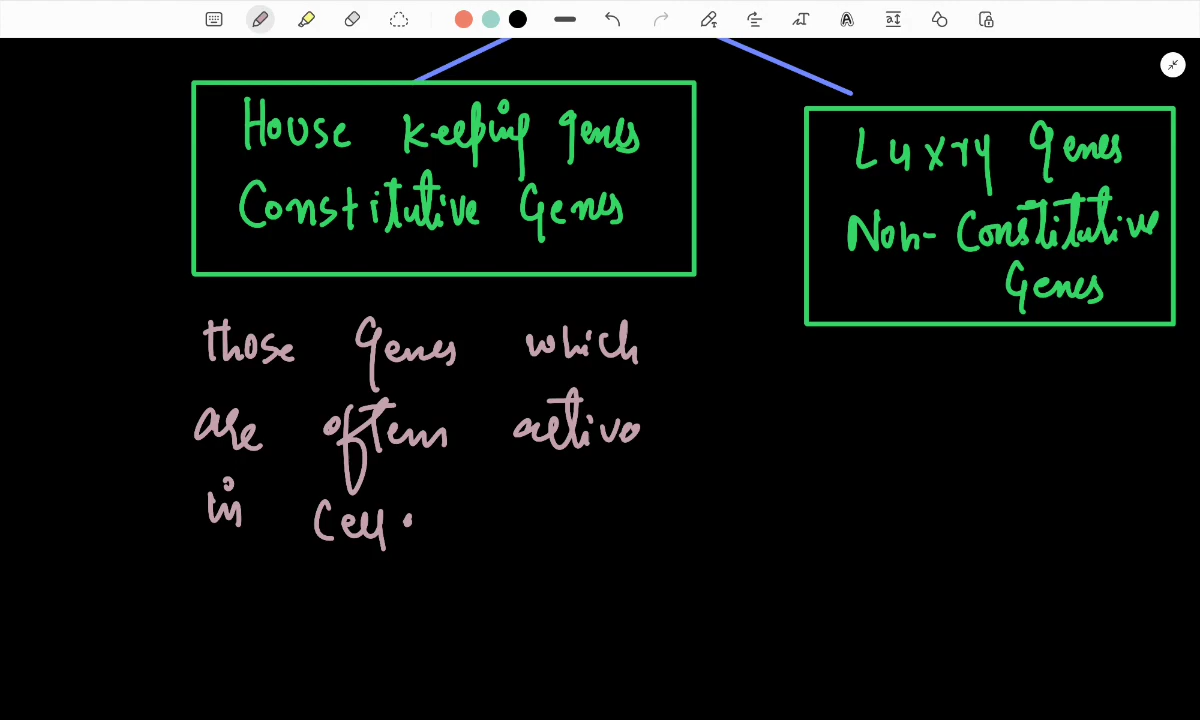 House keeping genes
Constitutive Genes
Luxry Genes
Non-Constitutive
Genes
those Genes which
are often active
in Cell.